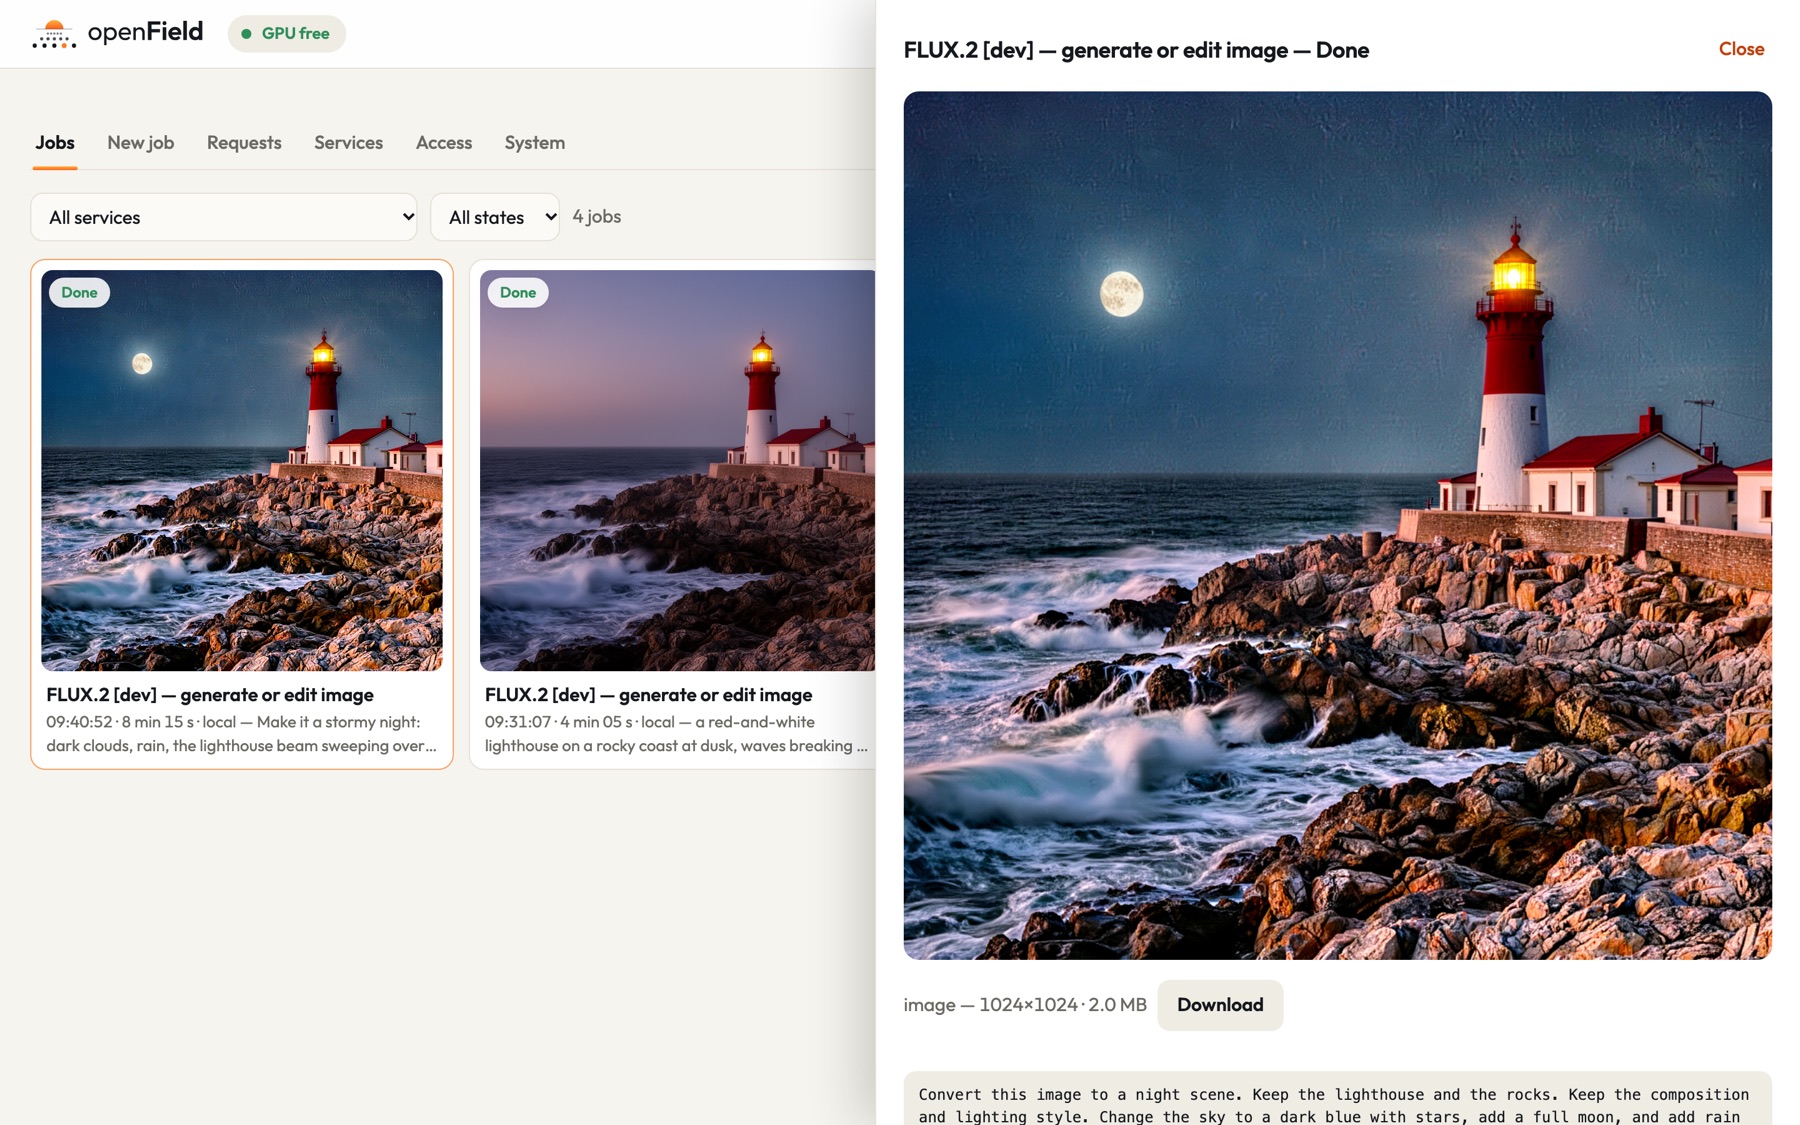 openField
GPU free
Jobs
New job
Requests
Services
Access
System
All services
All states
4 jobs
Done
FLUX.2 [dev] — generate or edit image
09:40:52 · 8 min 15 s · local — Make it a stormy night:
dark clouds, rain, the lighthouse beam sweeping over…
Done
FLUX.2 [dev] — generate or edit image
09:31:07 · 4 min 05 s · local — a red-and-white
lighthouse on a rocky coast at dusk, waves breaking …
FLUX.2 [dev] — generate or edit image — Done
Close
image — 1024×1024 · 2.0 MB
Download
Convert this image to a night scene. Keep the lighthouse and the rocks. Keep the composition
and lighting style. Change the sky to a dark blue with stars, add a full moon, and add rain